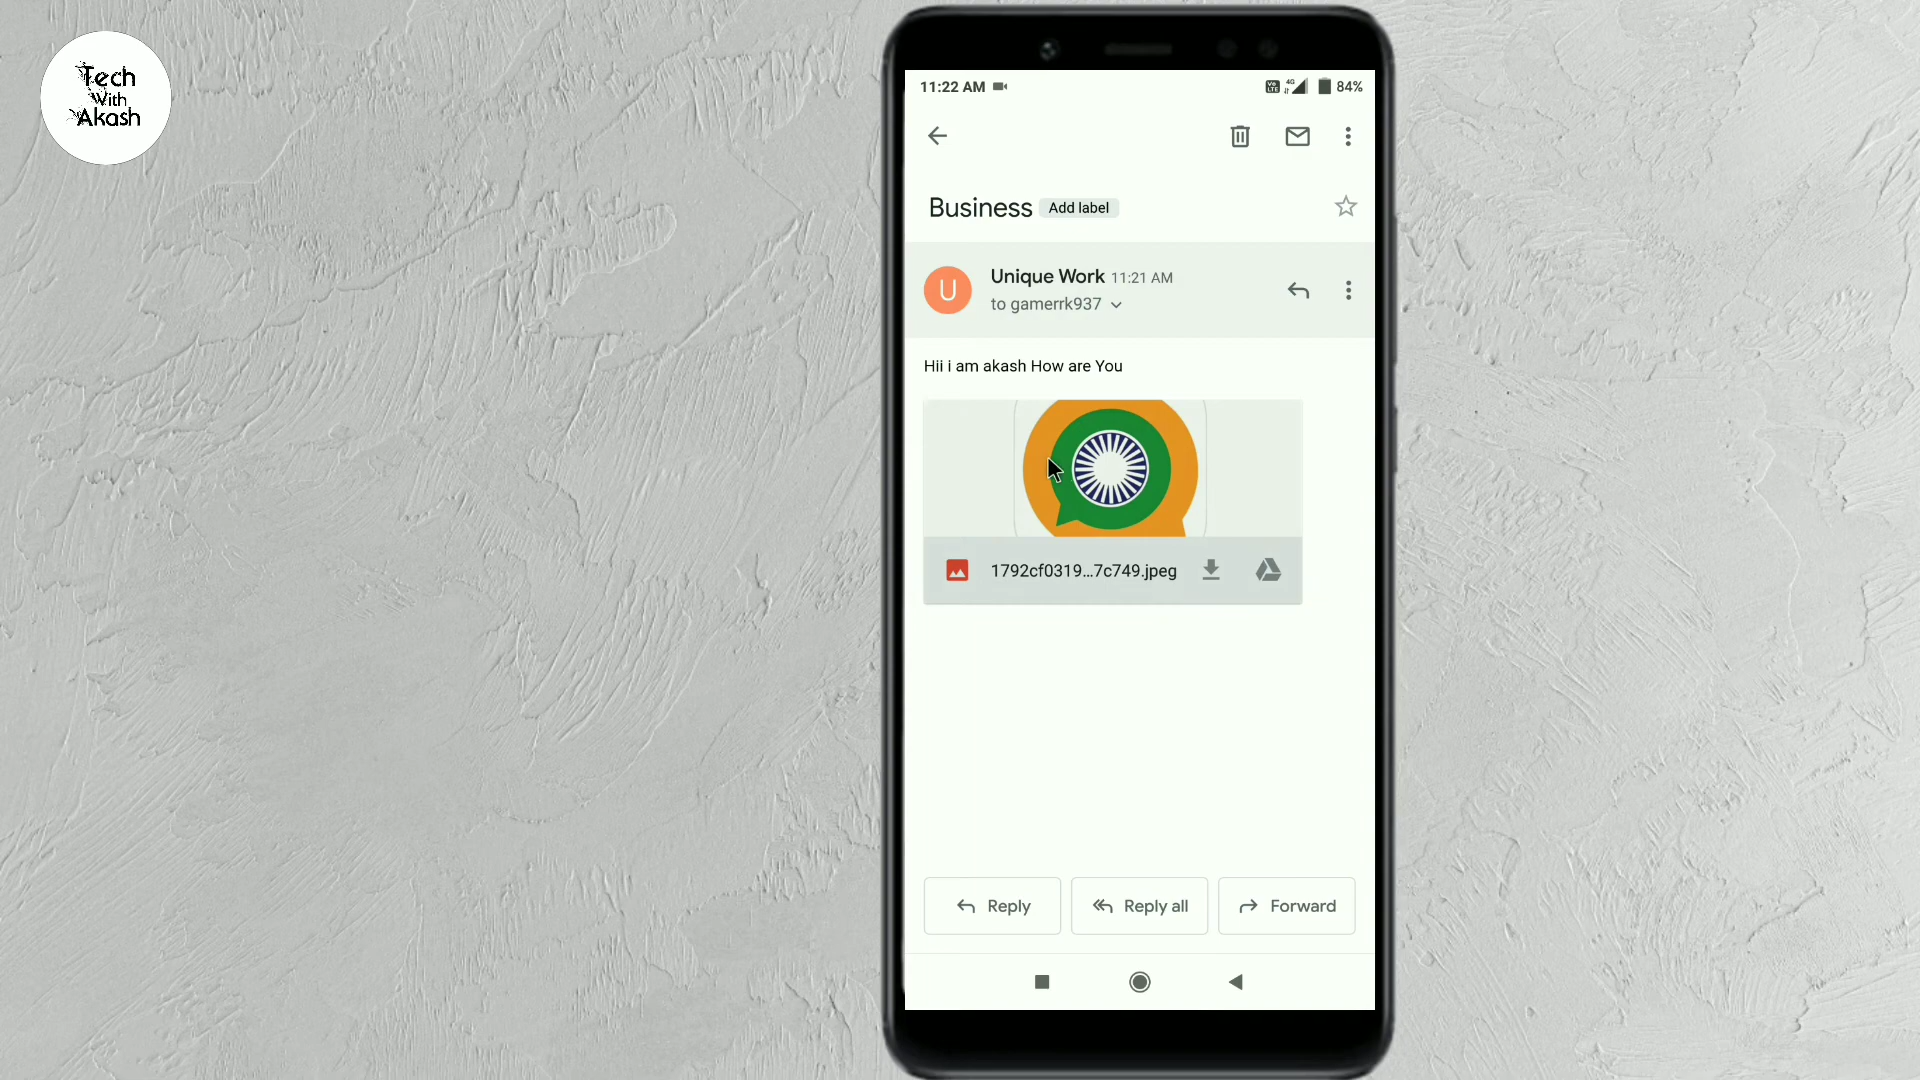 Tech
With
Akash
11:22 AM
4G
84%
Business
Add label
Unique Work 11:21 AM
to gamerrk937
U
Hii i am akash How are You
1792cf0319...7c749.jpeg
Reply
Reply all
Forward